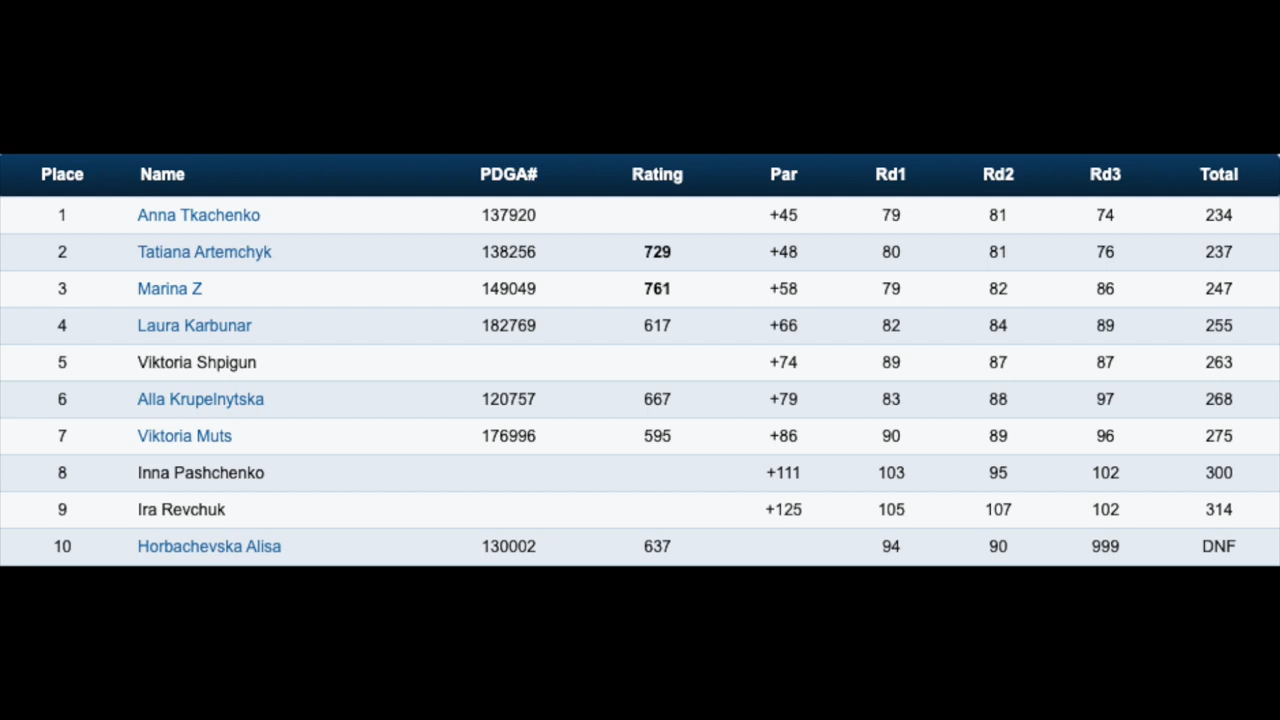 Place Name PDGA# Rating Par Rd1 Rd2 Rd3 Total
1 Anna Tkachenko 137920 +45 79 81 74 234
2 Tatiana Artemchyk 138256 729 +48 80 81 76 237
3 Marina Z 149049 761 +58 79 82 86 247
4 Laura Karbunar 182769 617 +66 82 84 89 255
5 Viktoria Shpigun +74 89 87 87 263
6 Alla Krupelnytska 120757 667 +79 83 88 97 268
7 Viktoria Muts 176996 595 +86 90 89 96 275
8 Inna Pashchenko +111 103 95 102 300
9 Ira Revchuk +125 105 107 102 314
10 Horbachevska Alisa 130002 637 94 90 999 DNF